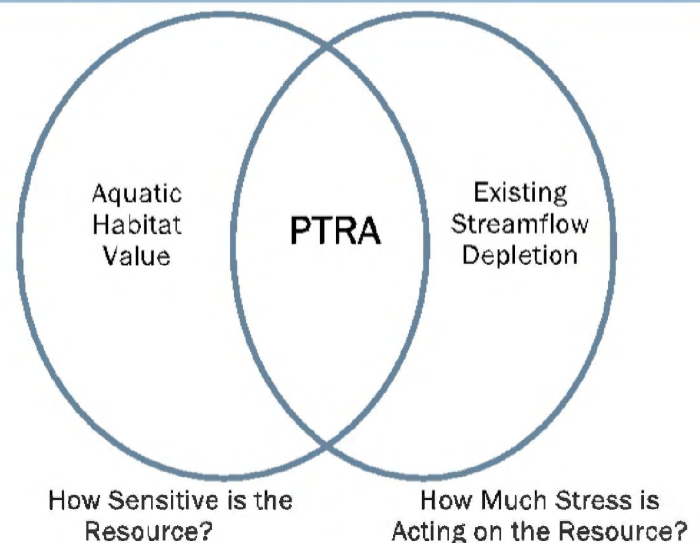 Aquatic
Habitat
Value
PTRA
Existing
Streamflow
Depletion
How Sensitive is the
Resource?
How Much Stress is
Acting on the Resource?